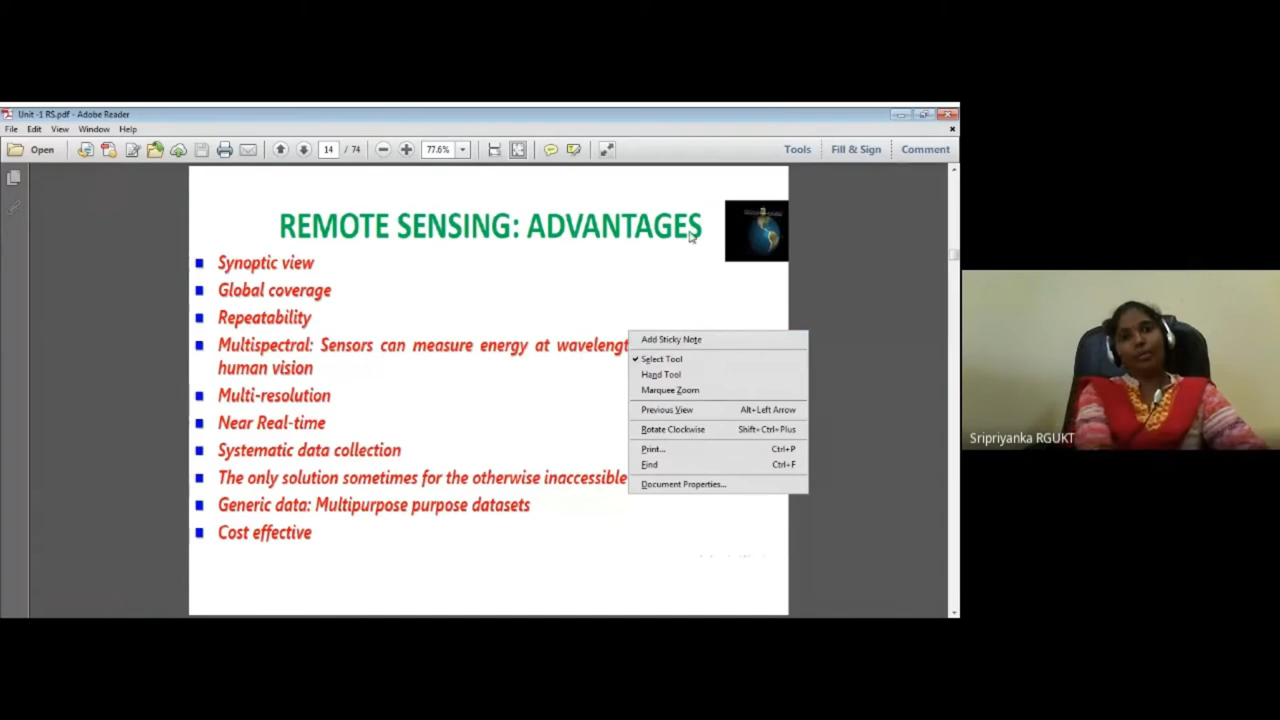 Unit -1 RS.pdf - Adobe Reader
File Edit View Window Help
Open 14 / 74 77.6% Tools Fill & Sign Comment
REMOTE SENSING: ADVANTAGES
Synoptic view
Global coverage
Repeatability
Multispectral: Sensors can measure energy at
human vision
Multi-resolution
Near Real-time
Systematic data collection
The only solution sometimes for the otherwise inaccessible
Generic data: Multipurpose purpose datasets
Cost effective
Add Sticky Note
Select Tool
Hand Tool
Marquee Zoom
Previous View Alt+Left Arrow
Rotate Clockwise Shift+Ctrl+Plus
Print... Ctrl+P
Find Ctrl+F
Document Properties...
Sripriyanka RGUKT